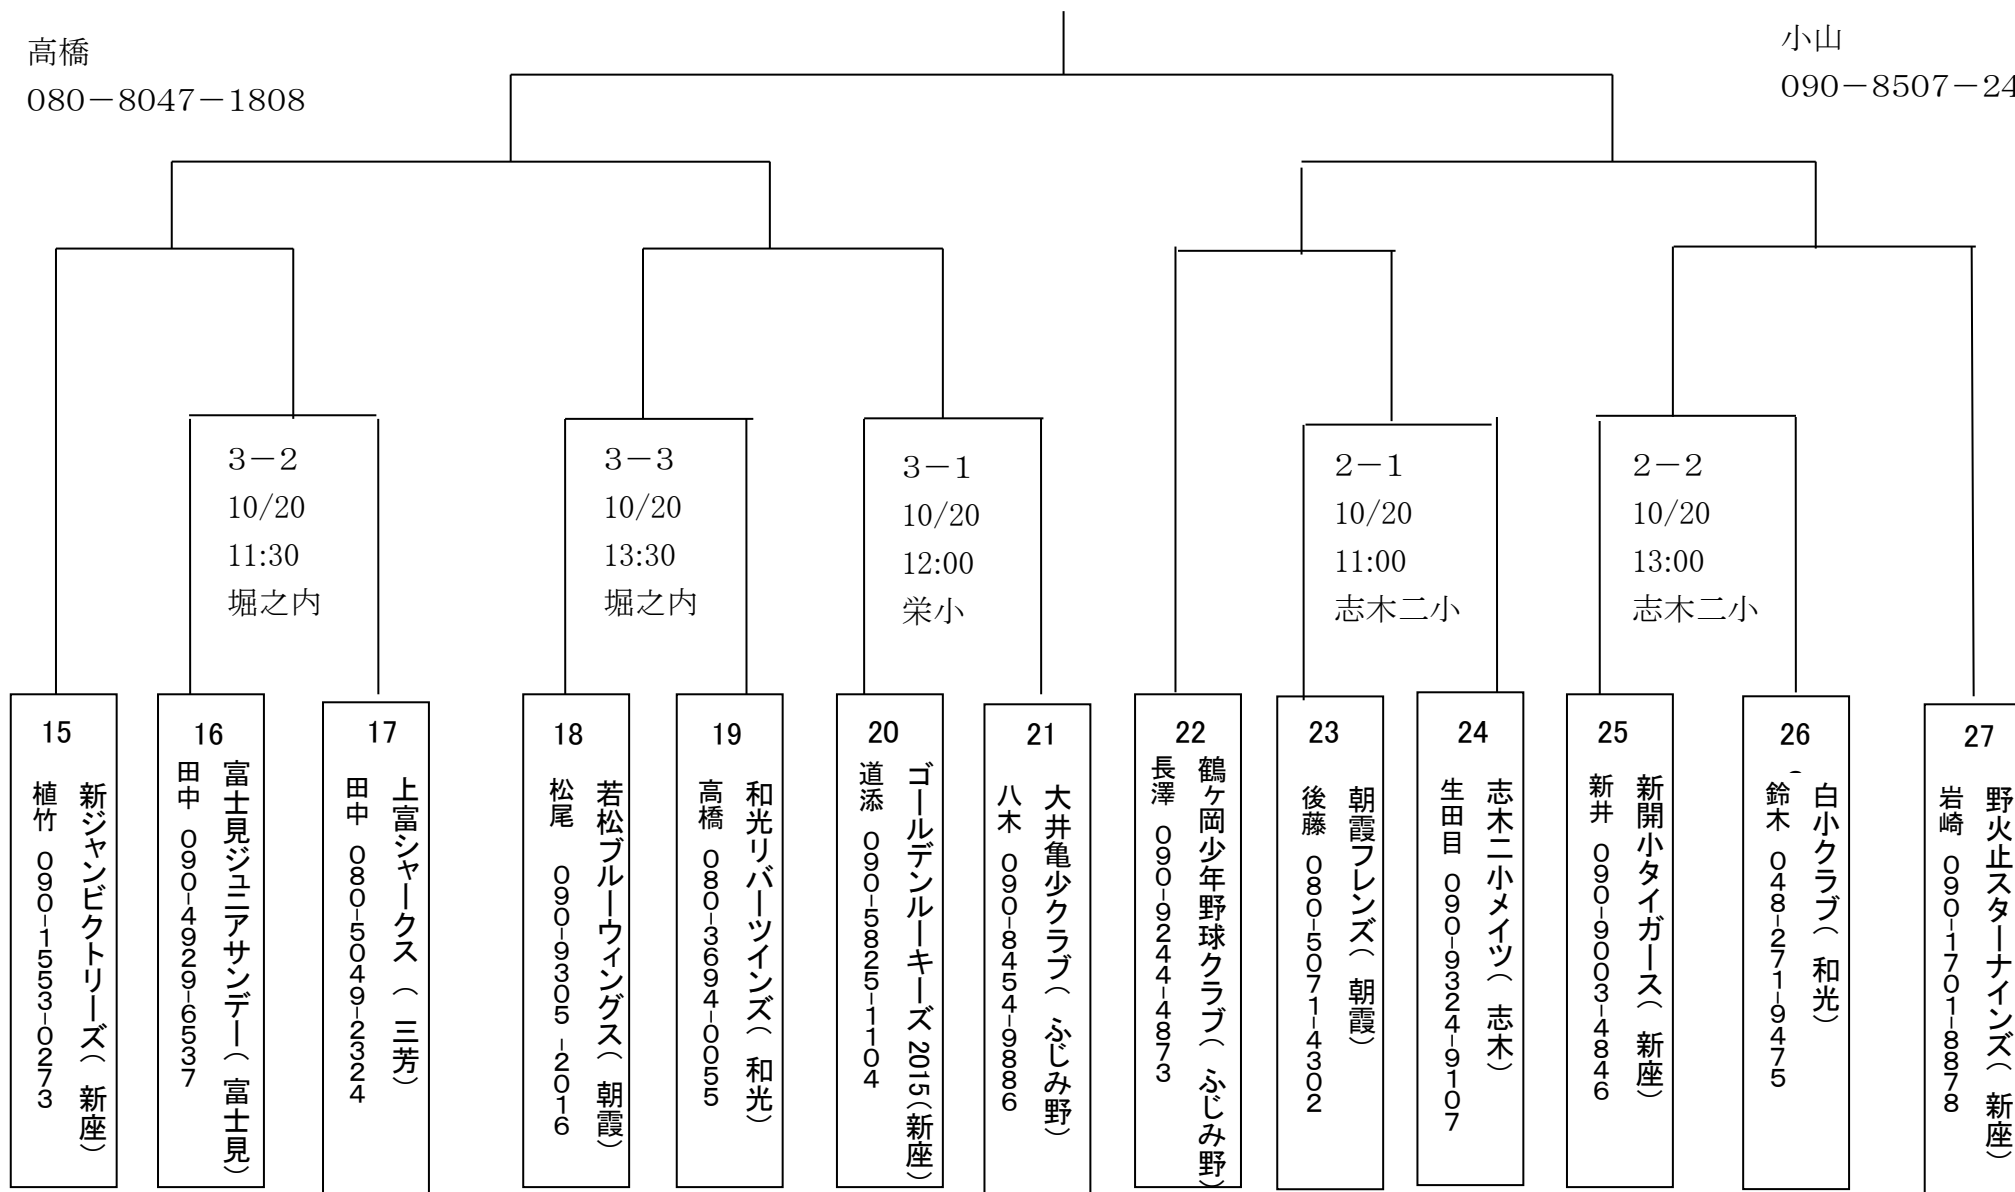 高橋
080－8047－1808
小山
090－8507－24
3－2
10/20
11:30
堀之内
3－3
10/20
13:30
堀之内
3－1
10/20
12:00
栄小
2－1
10/20
11:00
志木二小
2－2
10/20
13:00
志木二小
15
新ジャンビクトリーズ（　新座）
植竹　090-1553-0273
16
富士見ジュニアサンデー（　富士見）
田中　090-4929-6537
17
上富シャークス　（　三芳）
田中　080-5049-2324
18
若松ブルーウィングス（　朝霞）
松尾　090-9305 -2016
19
和光リバーツインズ（　和光）
高橋　080-3694-0055
20
ゴールデンルーキーズ 2015（新座）
道添　090-5825-1104
21
大井亀少クラブ（　ふじみ野）
八木　090-8454-9886
22
鶴ヶ岡少年野球クラブ（　ふじみ野）
長澤　090-9244-4873
23
朝霞フレンズ（　朝霞）
後藤　080-5071-4302
24
志木二小メイツ（　志木）
生田目　090-9324-9107
25
新開小タイガース（　新座）
新井　090-9003-4846
26
白小クラブ（　和光）
鈴木　048-271-9475
27
野火止スターナインズ（　新座）
岩崎　090-1701-8878